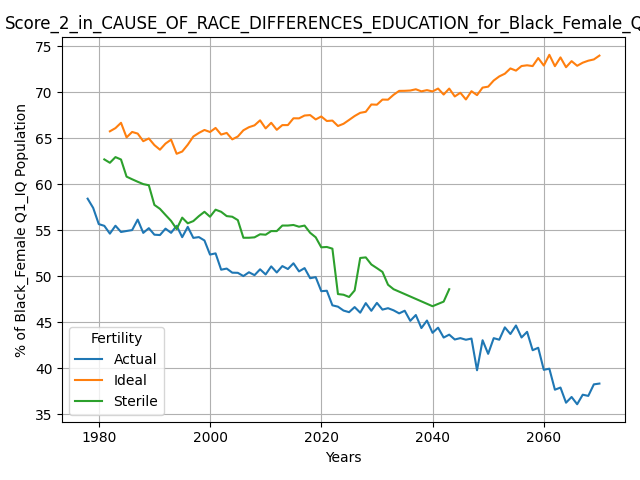 Score_2_in_CAUSE_OF_RACE_DIFFERENCES_EDUCATION_for_Black_Female_Q
% of Black_Female Q1_IQ Population
75
70
65
60
55
50
45
40
35
Fertility
Actual
Ideal
Sterile
1980
2000
2020
2040
2060
Years